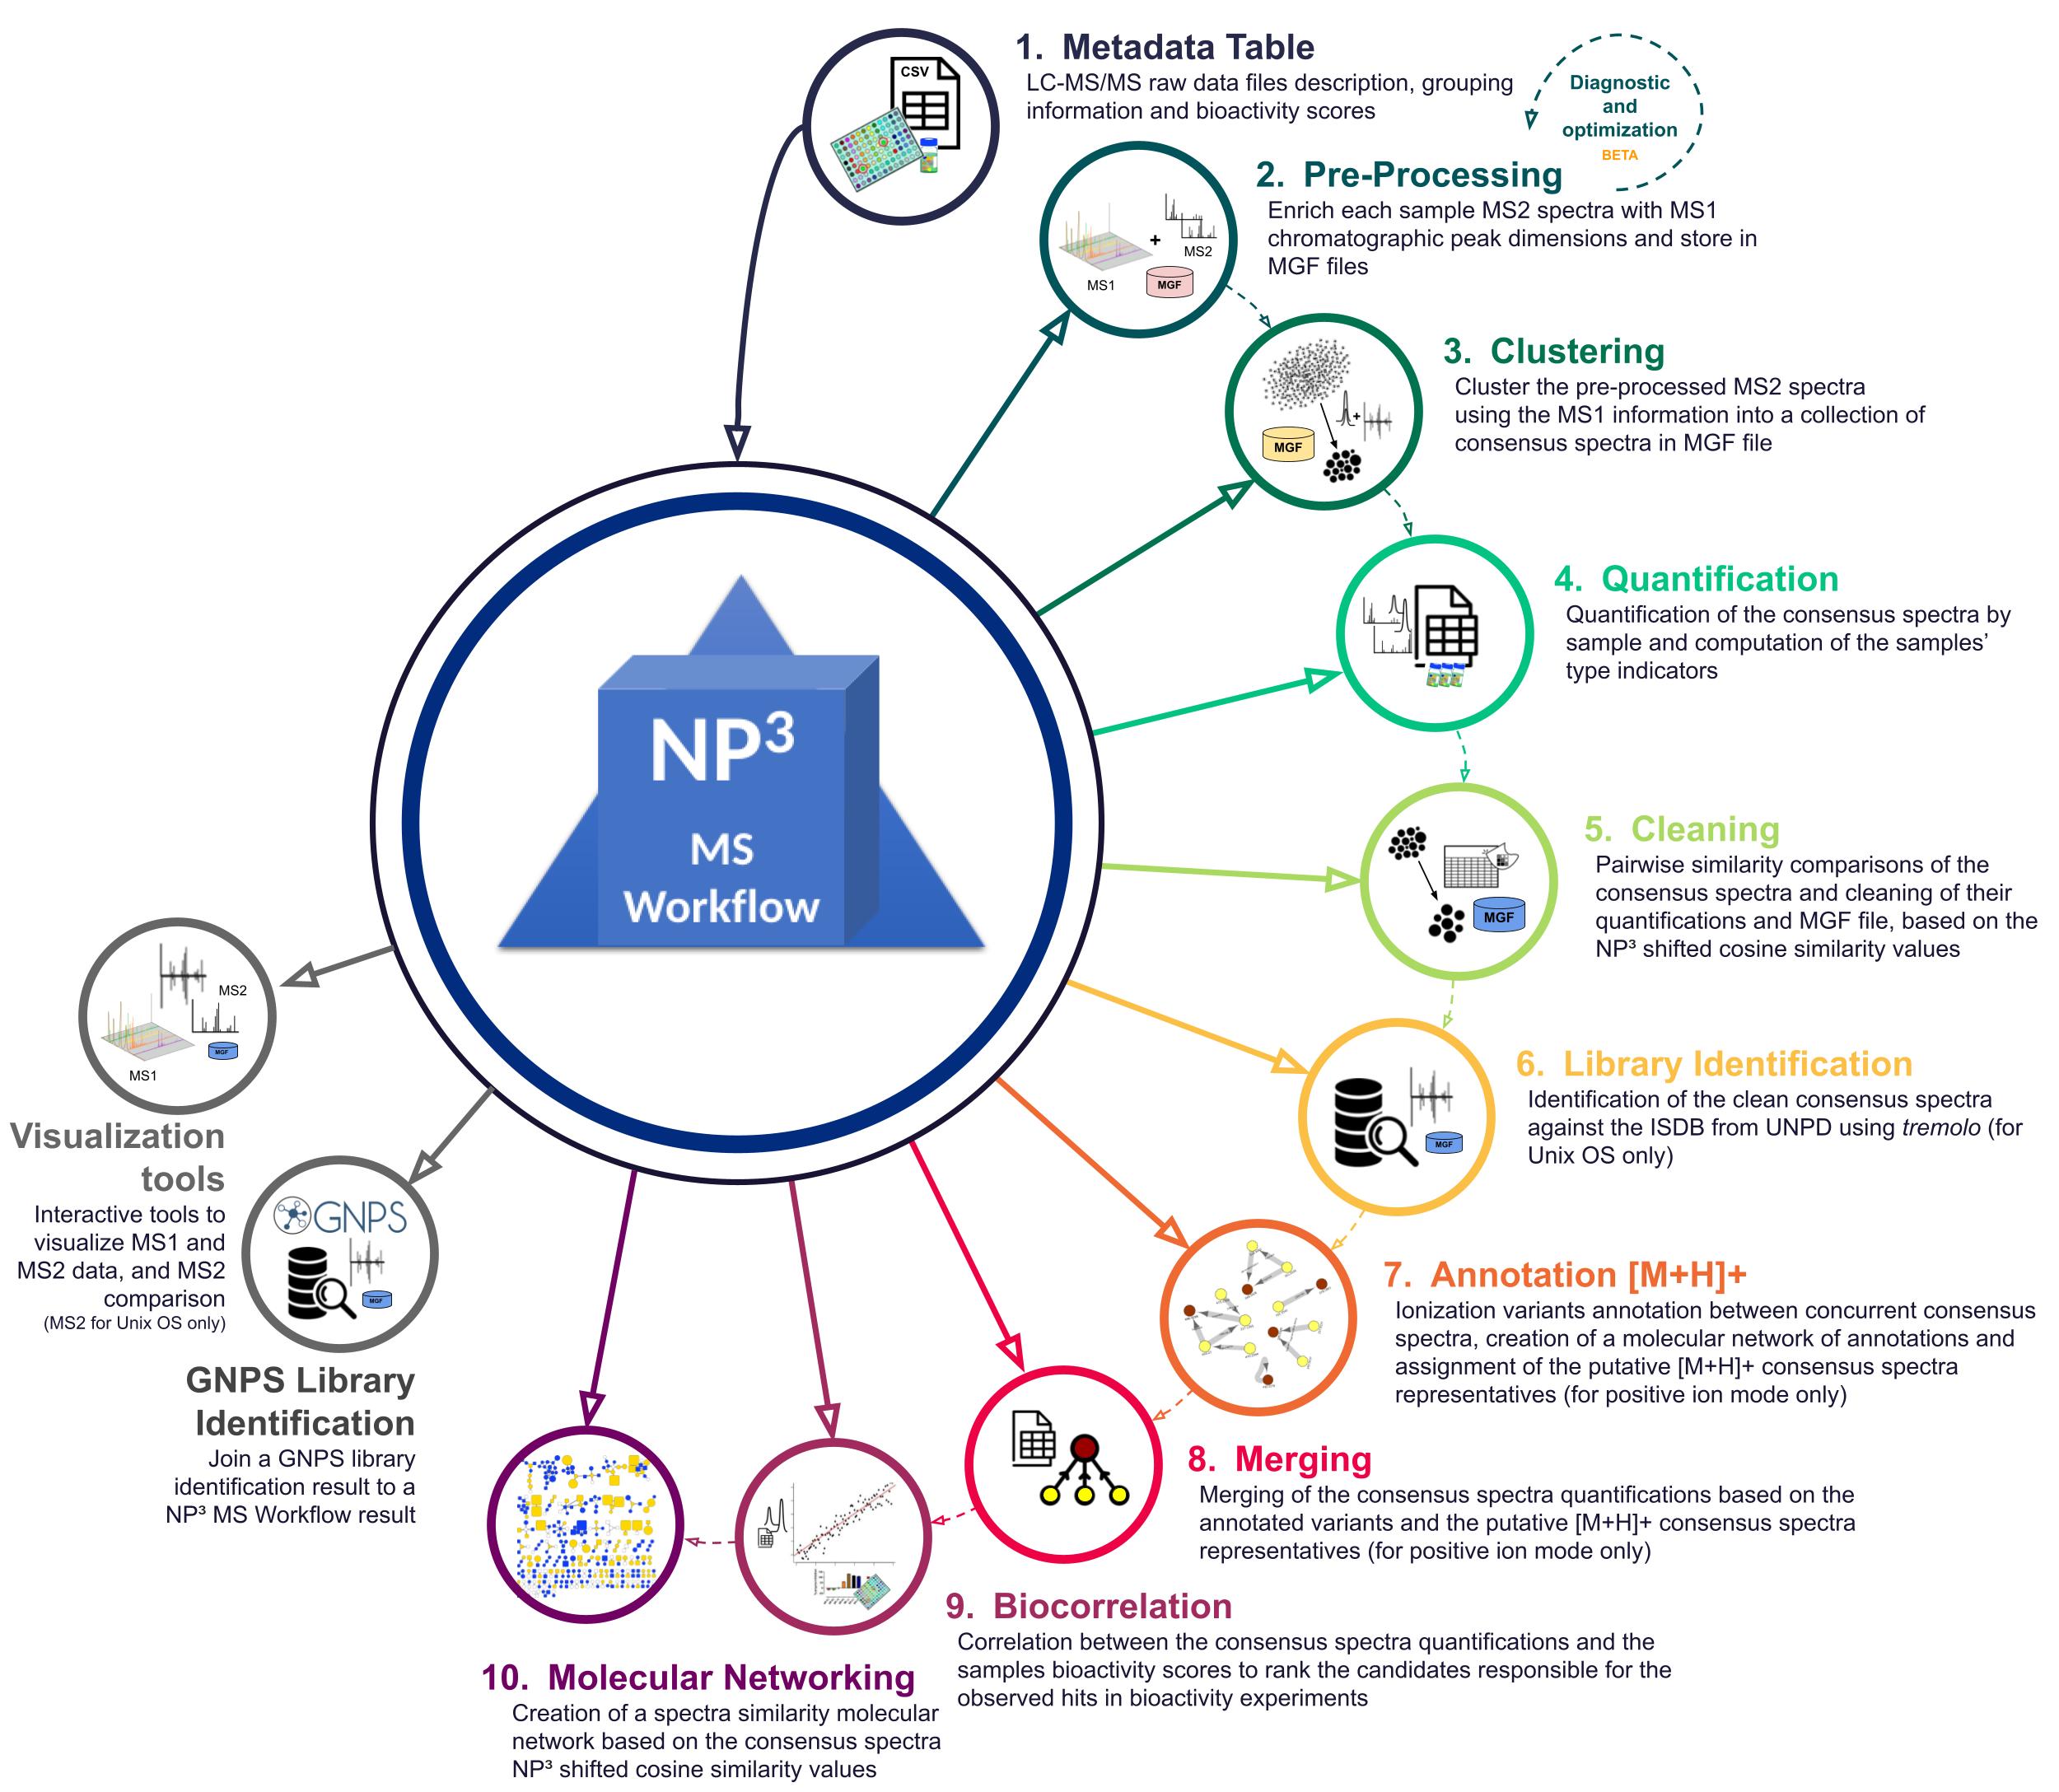 1. Metadata Table
LC-MS/MS raw data files description, grouping
information and bioactivity scores
CSV
Diagnostic
and
optimization
BETA
2. Pre-Processing
Enrich each sample MS2 spectra with MS1
chromatographic peak dimensions and store in
MGF files
+
MS2
MS1
MGF
3. Clustering
Cluster the pre-processed MS2 spectra
using the MS1 information into a collection of
consensus spectra in MGF file
+
MGF
4. Quantification
Quantification of the consensus spectra by
sample and computation of the samples’
type indicators
NP³
MS
Workflow
5. Cleaning
Pairwise similarity comparisons of the
consensus spectra and cleaning of their
quantifications and MGF file, based on the
NP³ shifted cosine similarity values
MGF
6. Library Identification
Identification of the clean consensus spectra
against the ISDB from UNPD using tremolo (for
Unix OS only)
MGF
7. Annotation [M+H]+
Ionization variants annotation between concurrent consensus
spectra, creation of a molecular network of annotations and
assignment of the putative [M+H]+ consensus spectra
representatives (for positive ion mode only)
8. Merging
Merging of the consensus spectra quantifications based on the
annotated variants and the putative [M+H]+ consensus spectra
representatives (for positive ion mode only)
9. Biocorrelation
Correlation between the consensus spectra quantifications and the
samples bioactivity scores to rank the candidates responsible for the
observed hits in bioactivity experiments
10. Molecular Networking
Creation of a spectra similarity molecular
network based on the consensus spectra
NP³ shifted cosine similarity values
MS2
MGF
MS1
Visualization
tools
Interactive tools to
visualize MS1 and
MS2 data, and MS2
comparison
(MS2 for Unix OS only)
GNPS
MGF
GNPS Library
Identification
Join a GNPS library
identification result to a
NP³ MS Workflow result